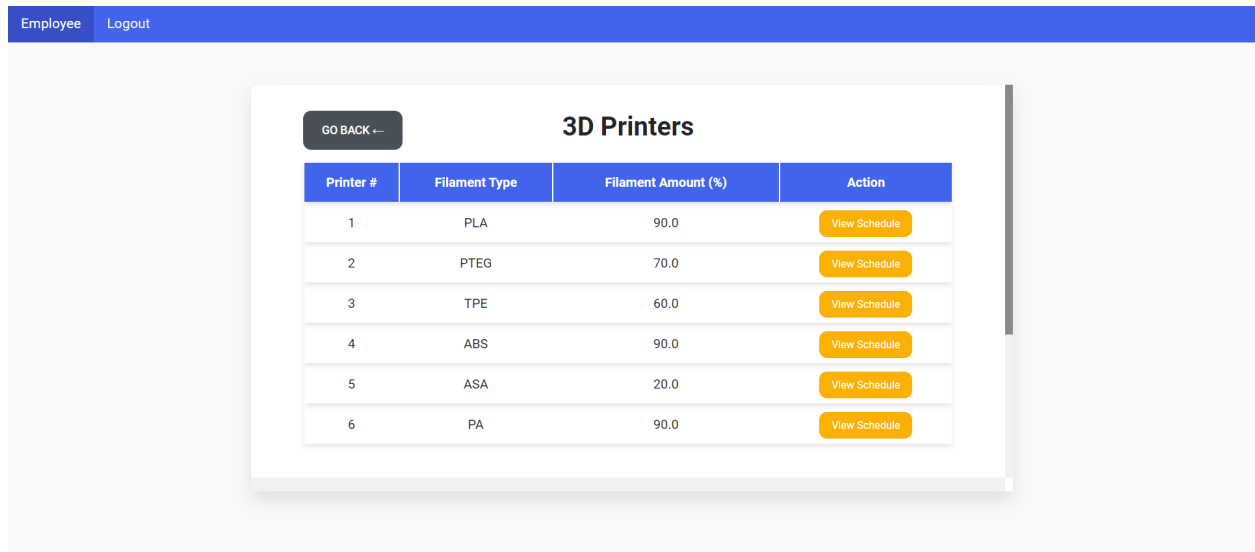 Employee Logout
GO BACK ←
3D Printers
Printer # Filament Type Filament Amount (%) Action
1 PLA 90.0 View Schedule
2 PTEG 70.0 View Schedule
3 TPE 60.0 View Schedule
4 ABS 90.0 View Schedule
5 ASA 20.0 View Schedule
6 PA 90.0 View Schedule